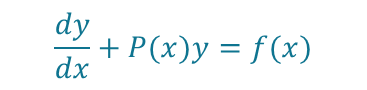 dy/dx + P(x)y = f(x)